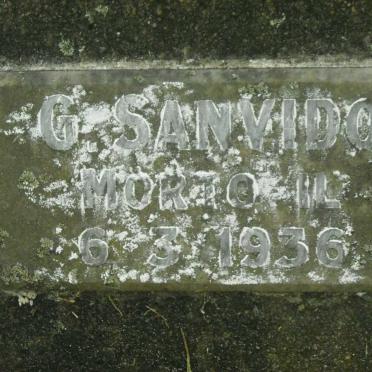 G. SANVIDO
MORTO IL
6 3 1936